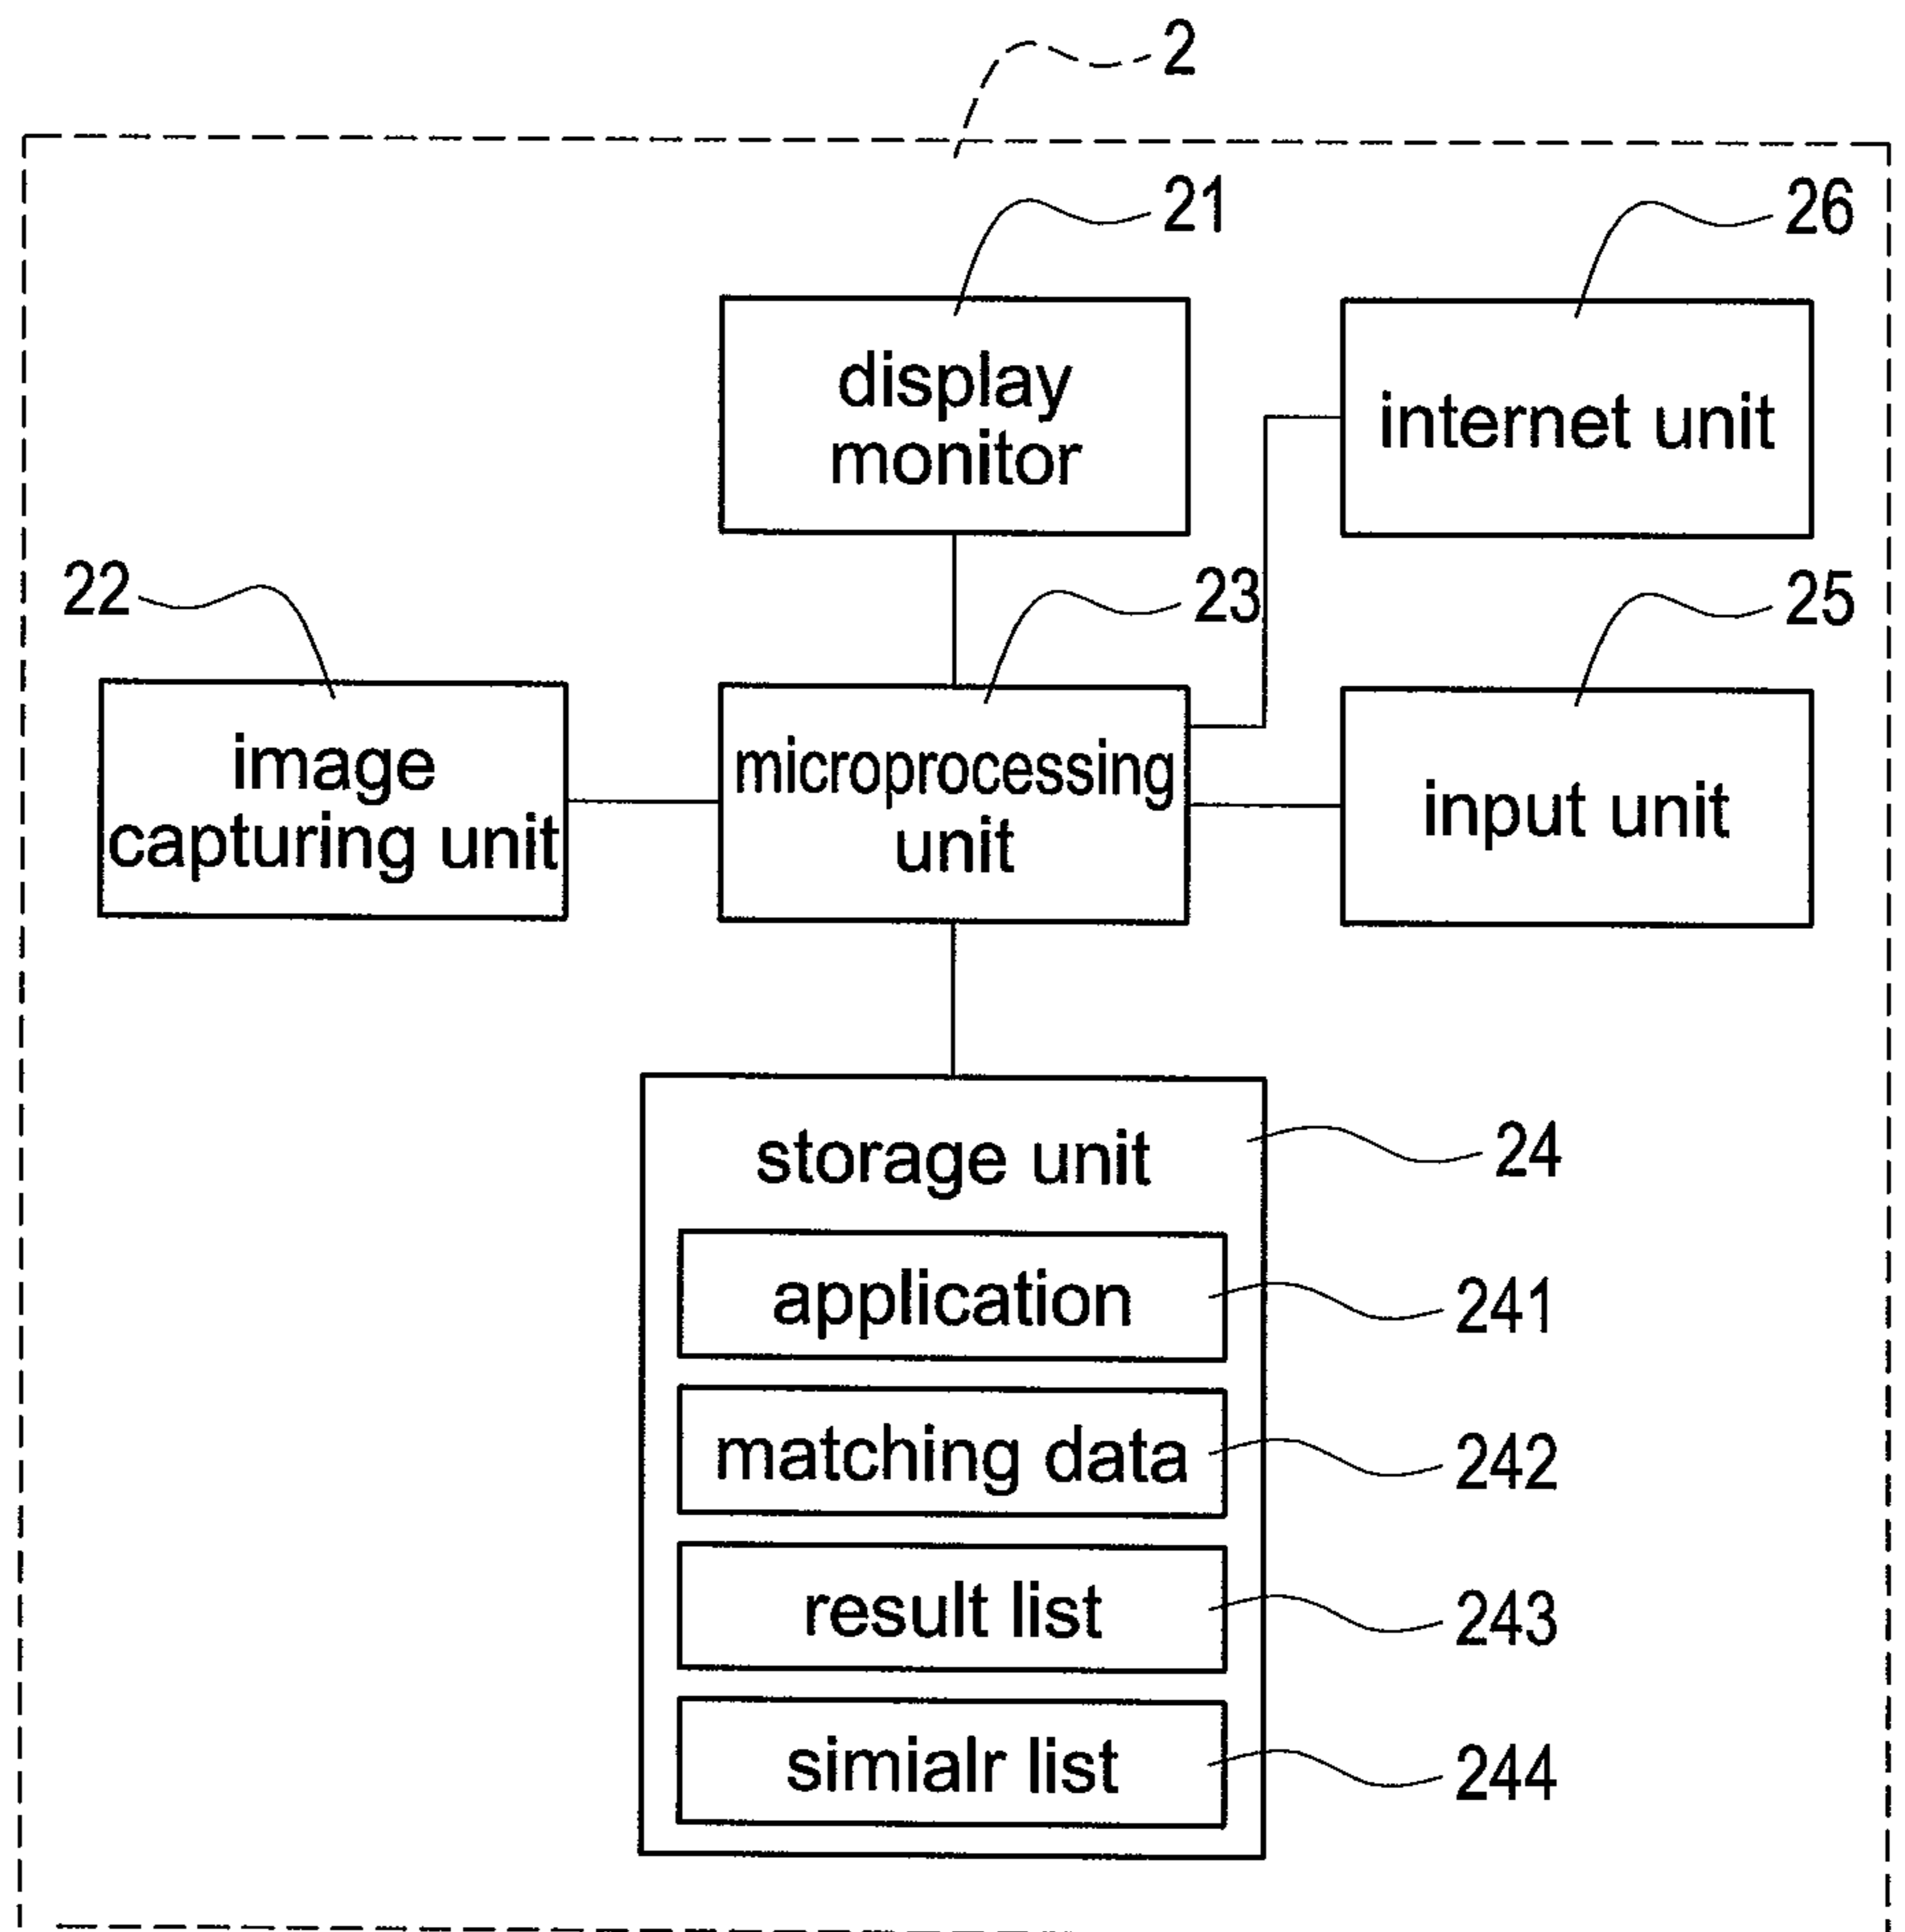 2
21
26
display
monitor
internet unit
22
23
25
image
capturing unit
microprocessing
unit
input unit
storage unit
24
application
241
matching data
242
result list
243
simialr list
244